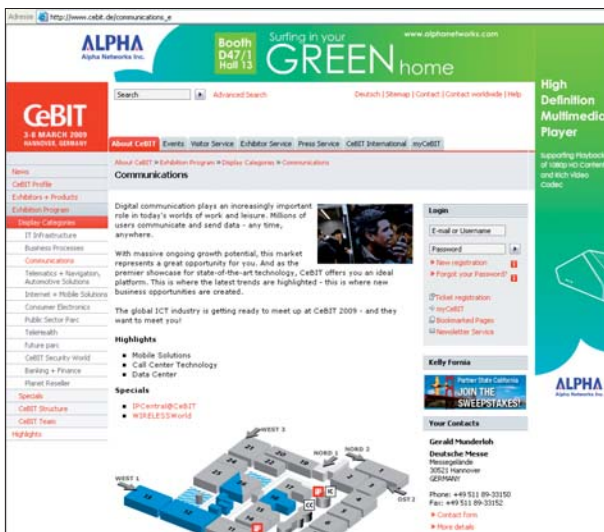 Adresse http://www.cebit.de/communications_e
ALPHA
Alpha Networks Inc.
Booth
D47/1
Hall 13
Surfing in your
GREEN home
www.alphanetworks.com
High
Definition
Multimedia
Player
Supporting Playback
of 1080p HD Content
and Rich Video
Codec
ALPHA
Alpha Networks Inc.
CeBIT
3-8 MARCH 2009
HANNOVER, GERMANY
Search
Advanced Search
Deutsch | Sitemap | Contact | Contact worldwide | Help
About CeBIT Events Visitor Service Exhibitor Service Press Service CeBIT International myCeBIT
News
CeBIT Profile
Exhibitors + Products
Exhibition Program
Display Categories
IT Infrastructure
Business Processes
Communications
Telematics + Navigation,
Automotive Solutions
Internet + Mobile Solutions
Consumer Electronics
Public Sector Parc
TeleHealth
future parc
CeBIT Security World
Banking + Finance
Planet Reseller
Specials
CeBIT Structure
CeBIT Team
Highlights
About CeBIT » Exhibition Program » Display Categories » Communications
Communications
Digital communication plays an increasingly important
role in today's worlds of work and leisure. Millions of
users communicate and send data - any time,
anywhere.
With massive ongoing growth potential, this market
represents a great opportunity for you. And as the
premier showcase for state-of-the-art technology, CeBIT offers you an ideal
platform. This is where the latest trends are highlighted - this is where new
business opportunities are created.
The global ICT industry is getting ready to meet up at CeBIT 2009 - and they
want to meet you!
Highlights
Mobile Solutions
Call Center Technology
Data Center
Specials
IPCentral@CeBIT
WIRELESSWorld
WEST 3
NORD 1
NORD 2
WEST 1
OST 2
IC
CC
Login
E-mail or Username
Password
» New registration
» Forgot your Password?
Ticket registration
myCeBIT
Bookmarked Pages
Newsletter Service
Kelly Fornia
Partner State California
JOIN THE
SWEEPSTAKES!
Your Contacts
Gerald Munderloh
Deutsche Messe
Messegelände
30521 Hannover
GERMANY
Phone: +49 511 89-33150
Fax: +49 511 89-33152
» Contact form
» More details